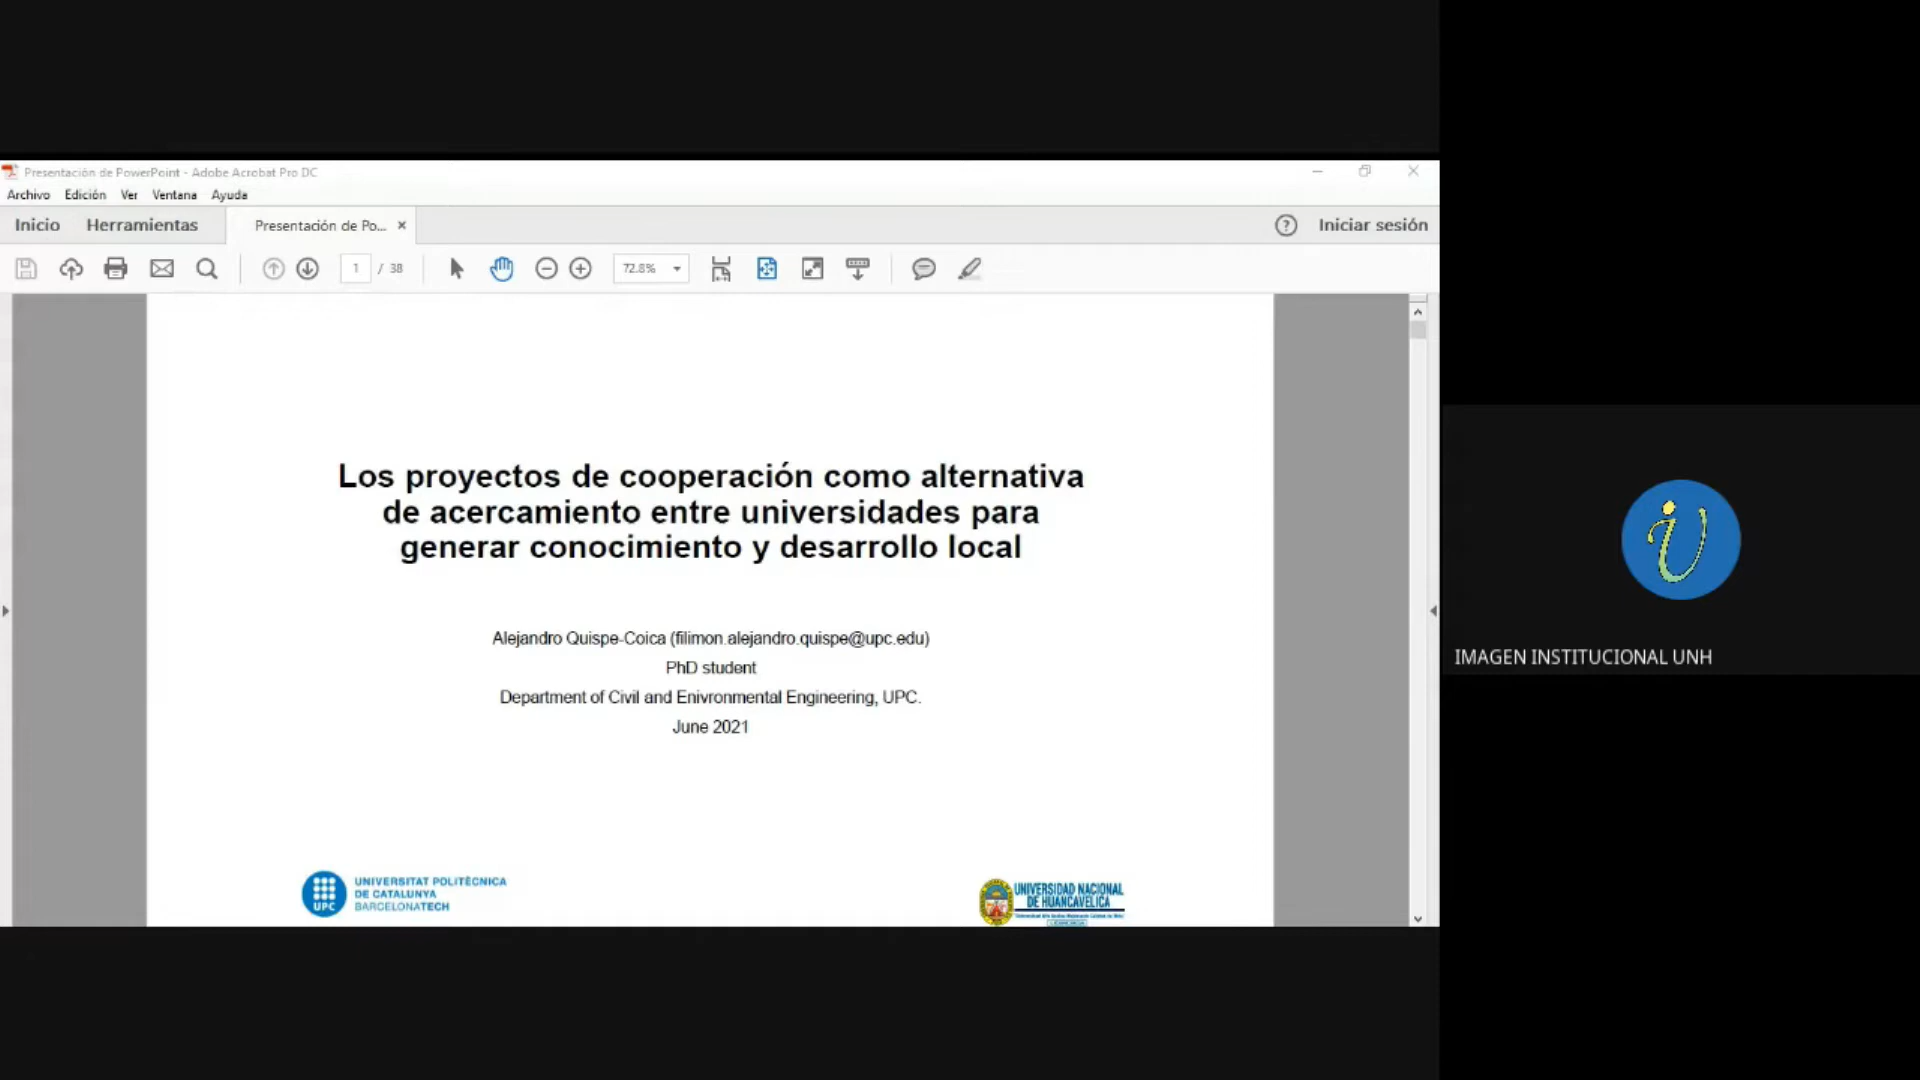 Presentación de PowerPoint - Adobe Acrobat Pro DC
Archivo Edición Ver Ventana Ayuda
Inicio Herramientas Presentación de Po... Iniciar sesión
1 / 38 72.8%
Los proyectos de cooperación como alternativa
de acercamiento entre universidades para
generar conocimiento y desarrollo local
Alejandro Quispe-Coica (filimon.alejandro.quispe@upc.edu)
PhD student
Department of Civil and Enivronmental Engineering, UPC.
June 2021
UPC
UNIVERSITAT POLITÈCNICA
DE CATALUNYA
BARCELONATECH
UNIVERSIDAD NACIONAL
DE HUANCAVELICA
IMAGEN INSTITUCIONAL UNH